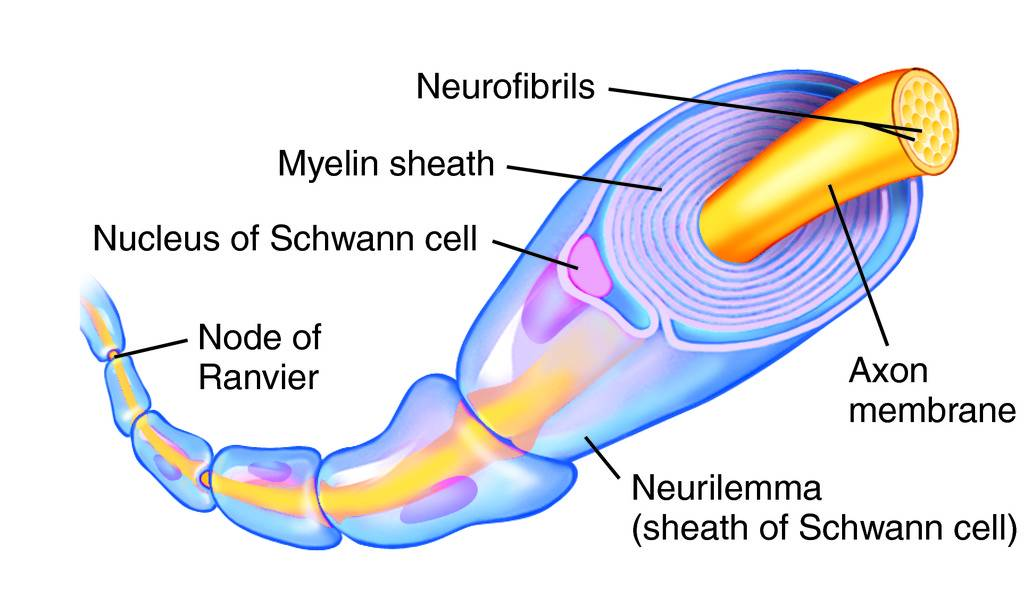 Neurofibrils
Myelin sheath
Nucleus of Schwann cell
Node of
Ranvier
Axon
membrane
Neurilemma
(sheath of Schwann cell)